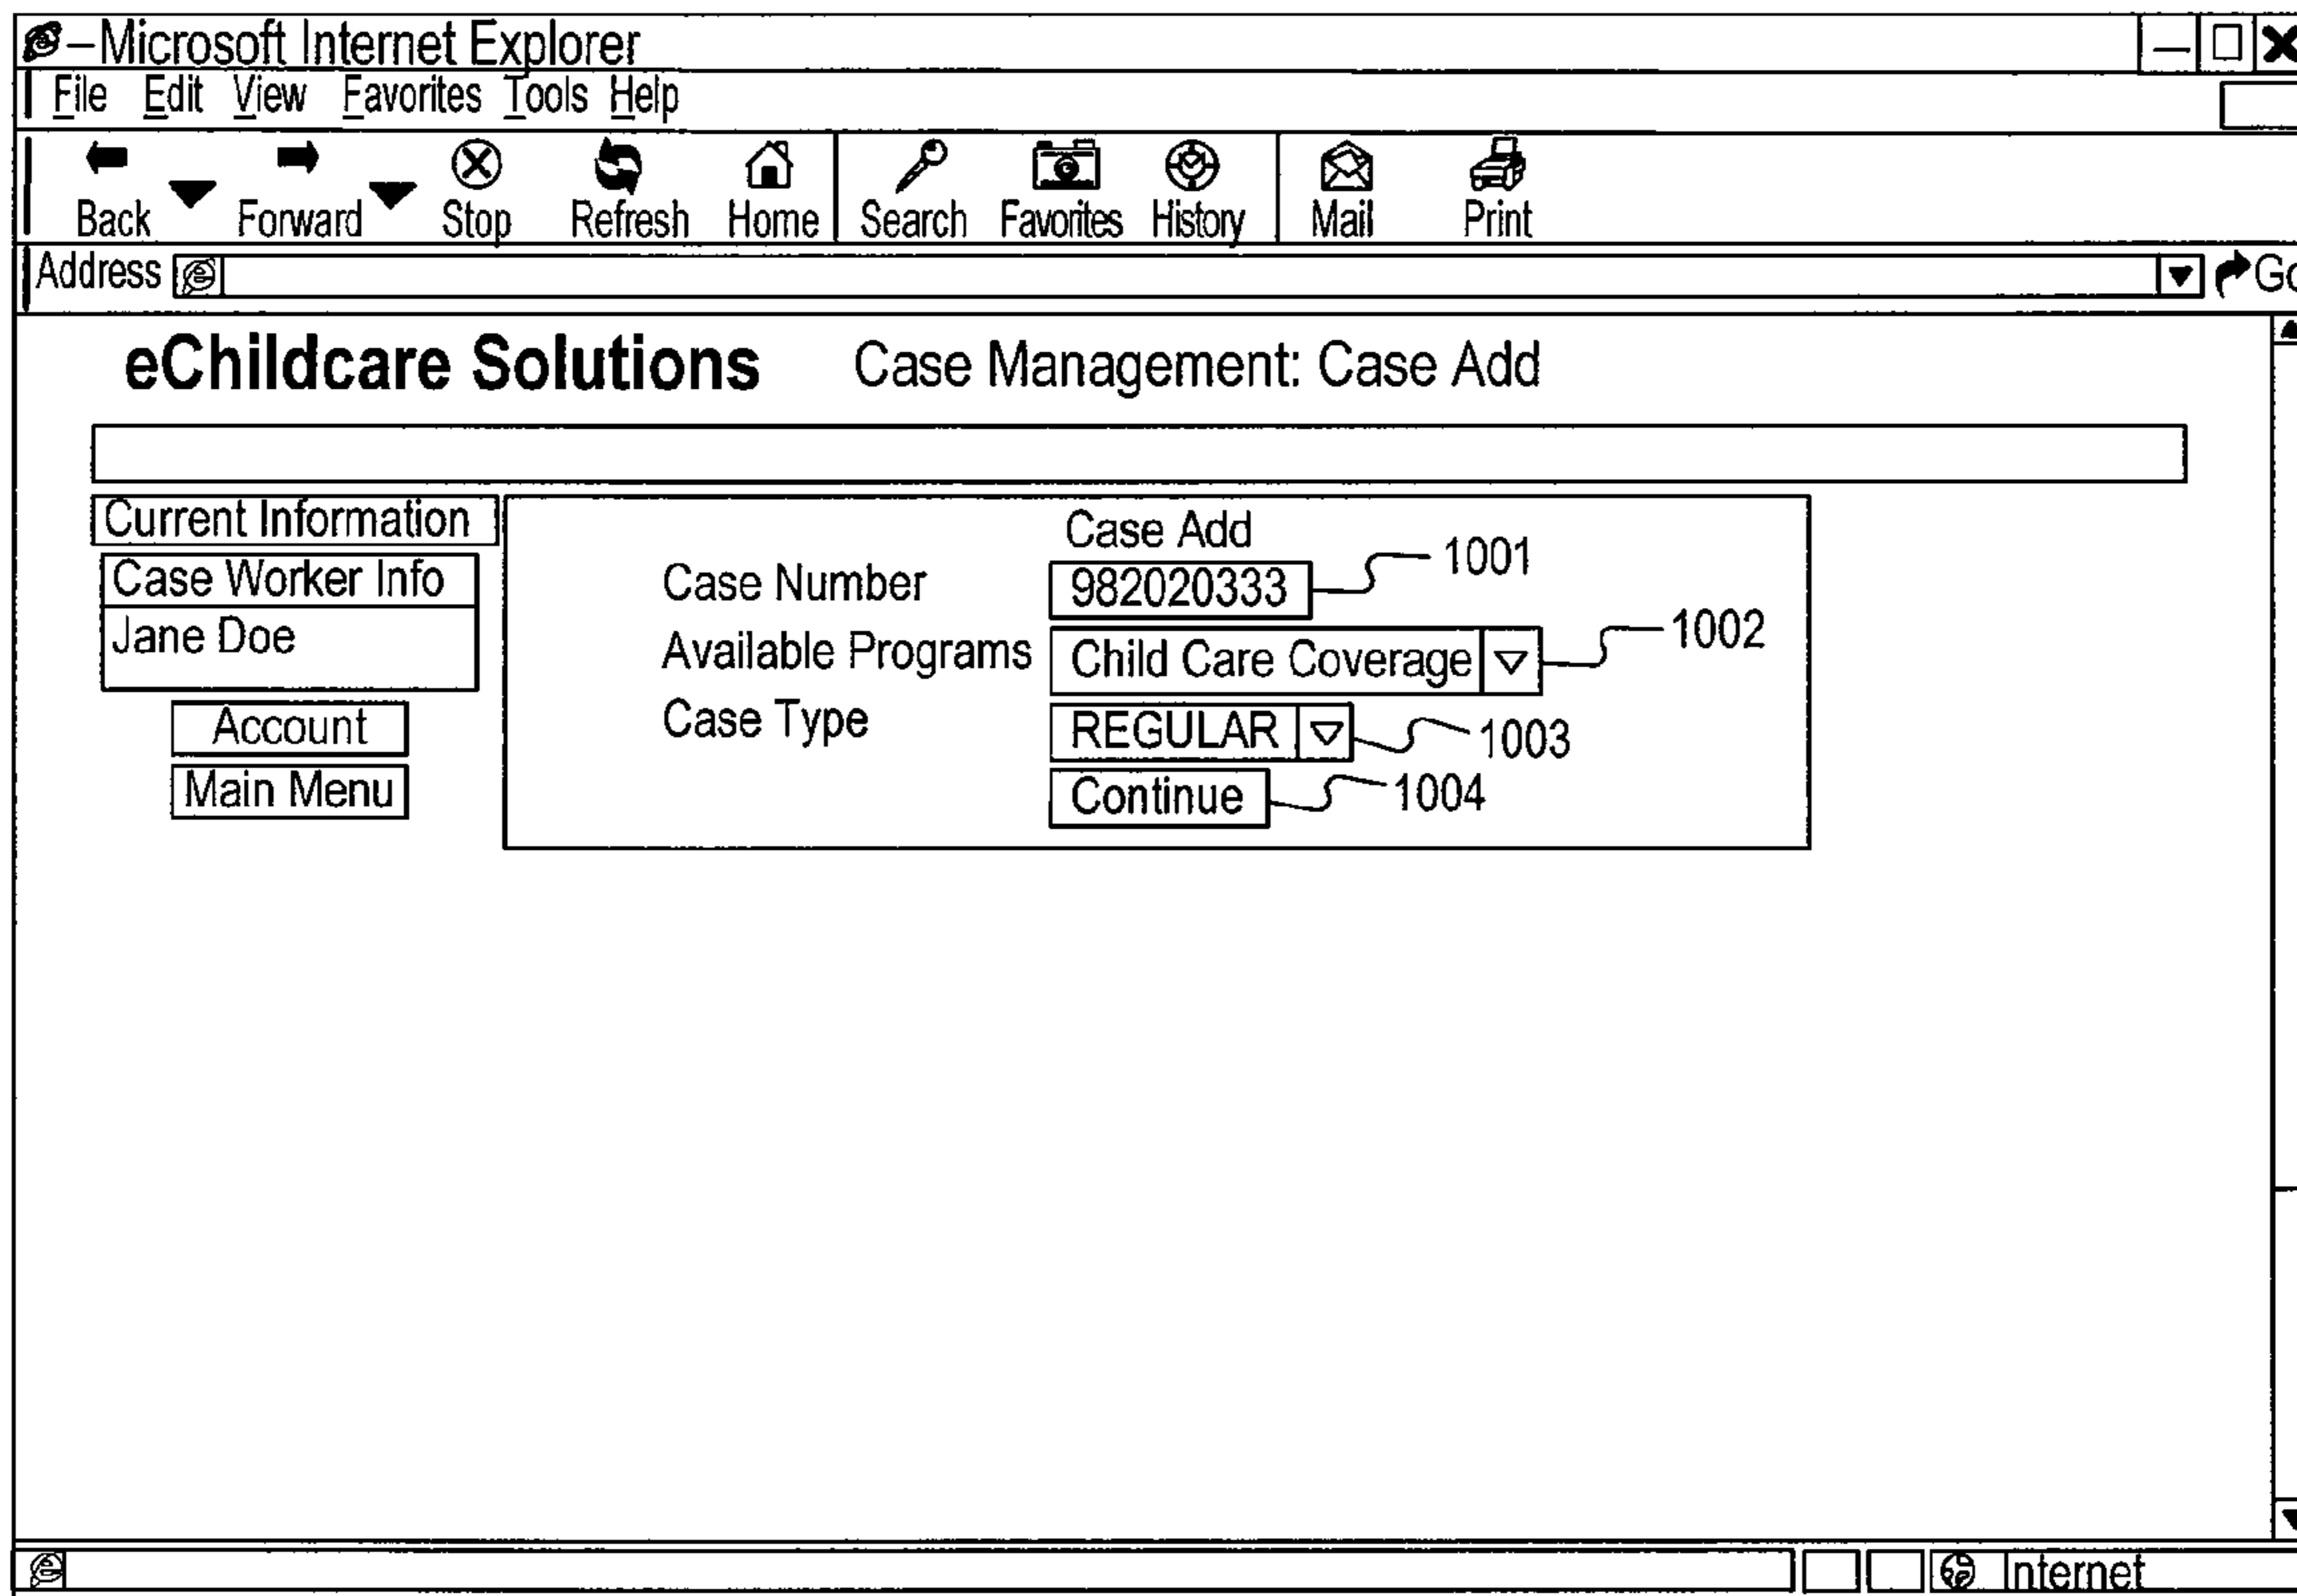 –Microsoft Internet Explorer
File Edit View Favorites Tools Help
Back Forward Stop Refresh Home Search Favorites History Mail Print
Address Go
eChildcare Solutions Case Management: Case Add
Current Information
Case Worker Info
Jane Doe
Account
Main Menu
Case Add
Case Number 982020333 1001
Available Programs Child Care Coverage 1002
Case Type REGULAR 1003
Continue 1004
Internet